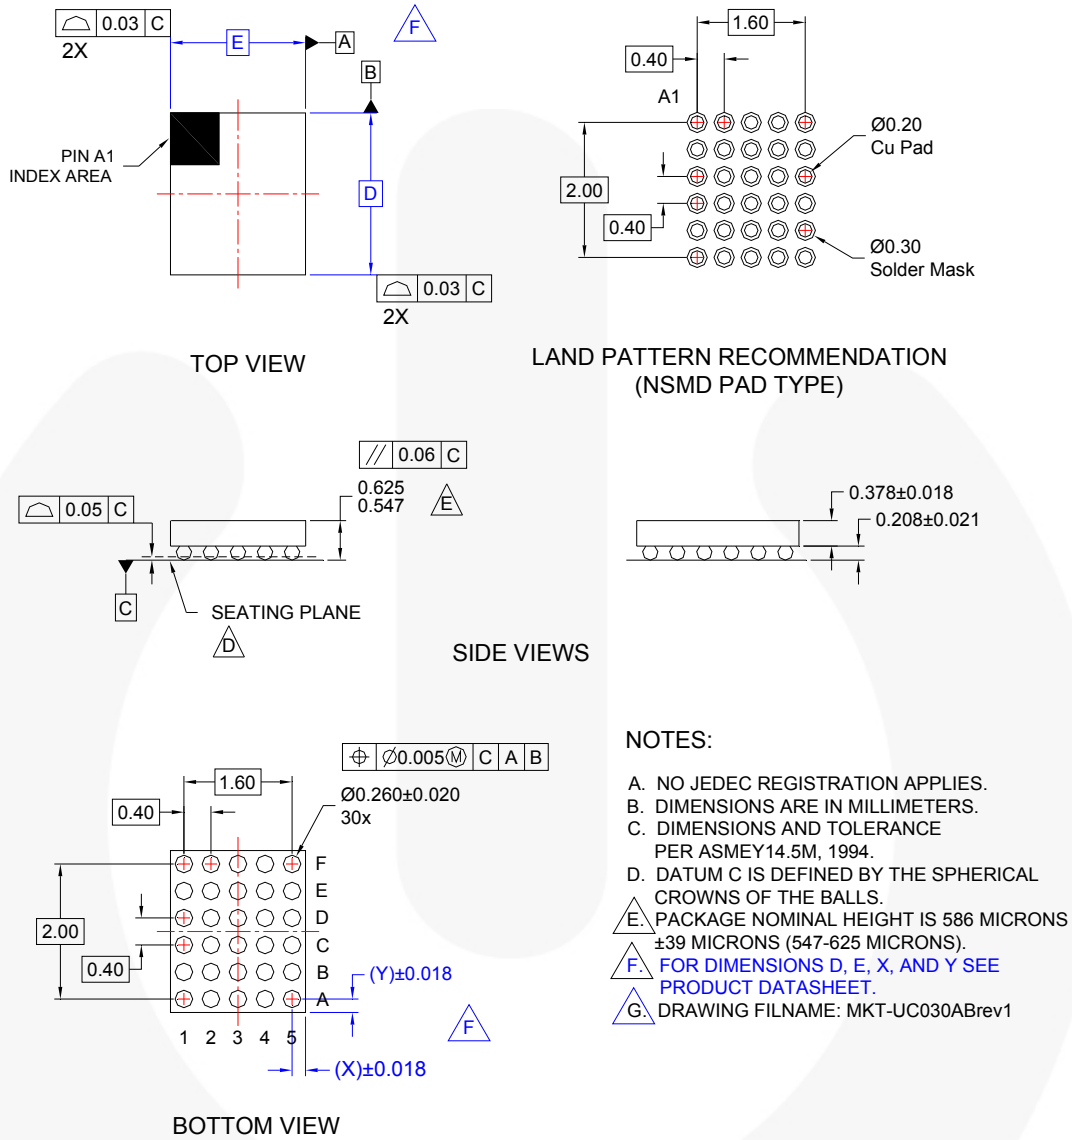 0.03 C
2X
E
A
F
B
PIN A1
INDEX AREA
D
0.03 C
2X
TOP VIEW
1.60
0.40
A1
Ø0.20
Cu Pad
2.00
0.40
Ø0.30
Solder Mask
LAND PATTERN RECOMMENDATION
(NSMD PAD TYPE)
// 0.06 C
0.625
0.547
E
0.05 C
C
SEATING PLANE
D
0.378±0.018
0.208±0.021
SIDE VIEWS
⌖ Ø0.005Ⓜ C A B
1.60
Ø0.260±0.020
30x
0.40
F
E
D
C
B
A
2.00
0.40
(Y)±0.018
F
1 2 3 4 5
(X)±0.018
BOTTOM VIEW
NOTES:
A. NO JEDEC REGISTRATION APPLIES.
B. DIMENSIONS ARE IN MILLIMETERS.
C. DIMENSIONS AND TOLERANCE
PER ASMEY14.5M, 1994.
D. DATUM C IS DEFINED BY THE SPHERICAL
CROWNS OF THE BALLS.
E. PACKAGE NOMINAL HEIGHT IS 586 MICRONS
±39 MICRONS (547-625 MICRONS).
F. FOR DIMENSIONS D, E, X, AND Y SEE
PRODUCT DATASHEET.
G. DRAWING FILNAME: MKT-UC030ABrev1